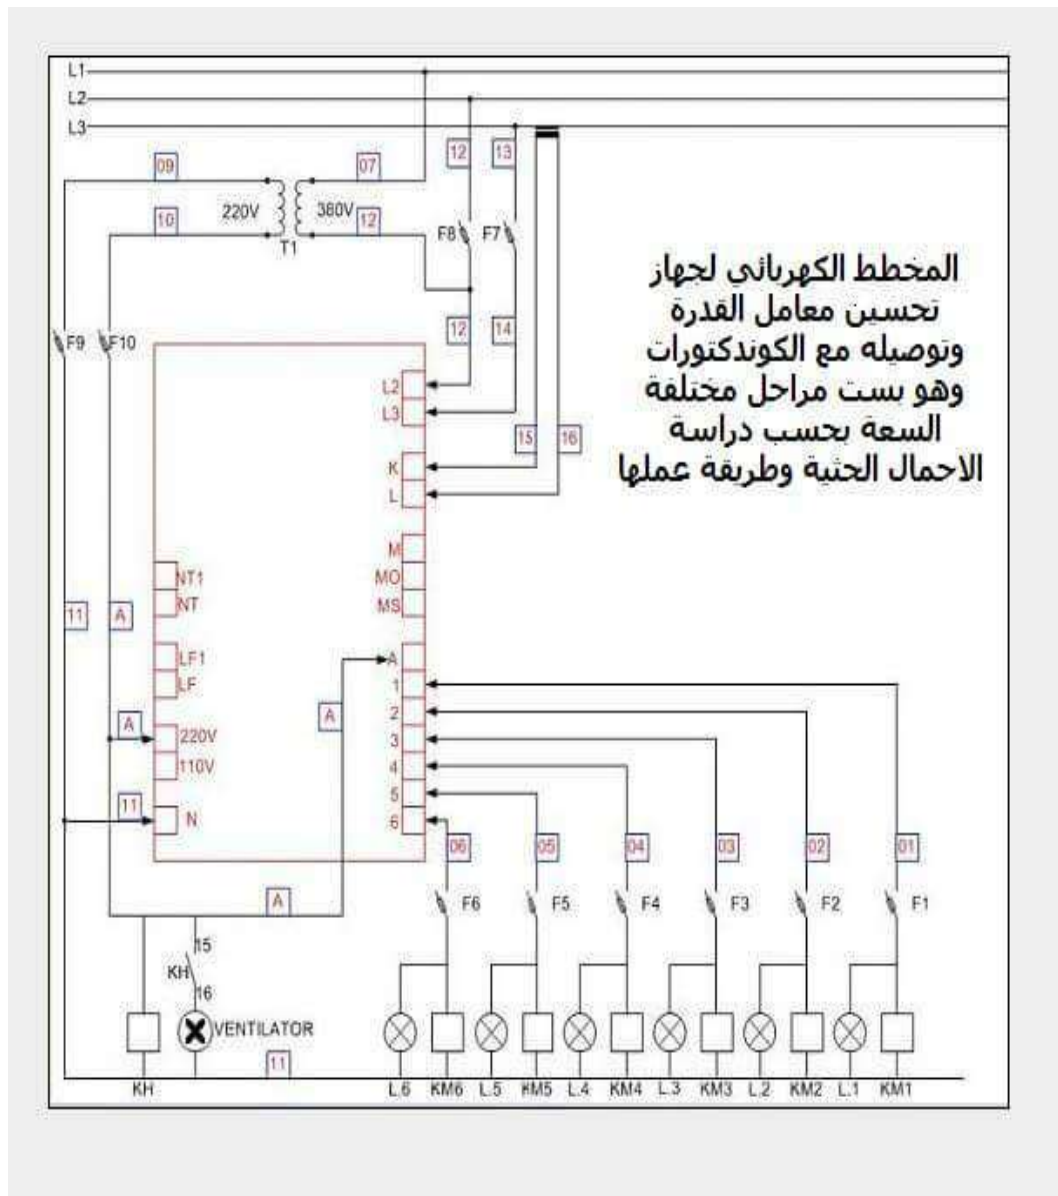 L1
L2
L3
09
07
12
13
220V
380V
10
12
T1
F8
F7
المخطط الكهربائي لجهاز
تحسين معامل القدرة
وتوصيله مع الكوندكتورات
وهو بست مراحل مختلفة
السعة بحسب دراسة
الاحمال الحثية وطريقة عملها
F9
F10
12
14
L2
L3
15
16
K
L
M
NT1
MO
NT
MS
11
A
LF1
A
LF
1
A
A
2
220V
3
110V
4
5
11
N
6
06
05
04
03
02
01
A
F6
F5
F4
F3
F2
F1
15
KH
16
VENTILATOR
11
KH
L.6
KM6
L.5
KM5
L.4
KM4
L.3
KM3
L.2
KM2
L.1
KM1